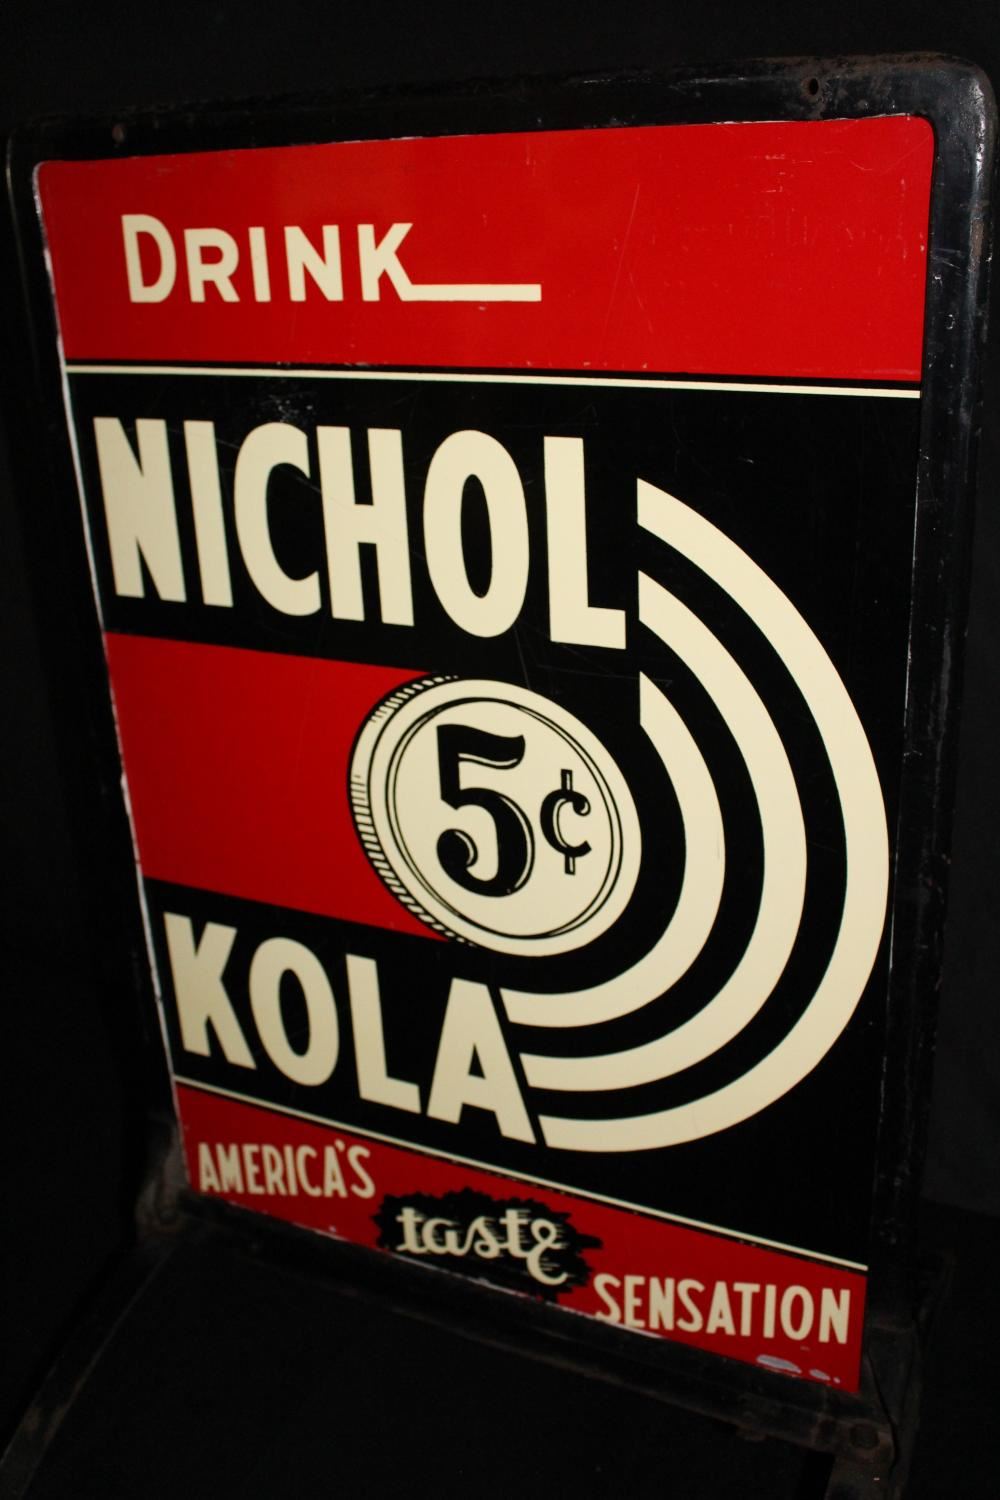 DRINK
NICHOL
5¢
KOLA
AMERICA'S
taste
SENSATION